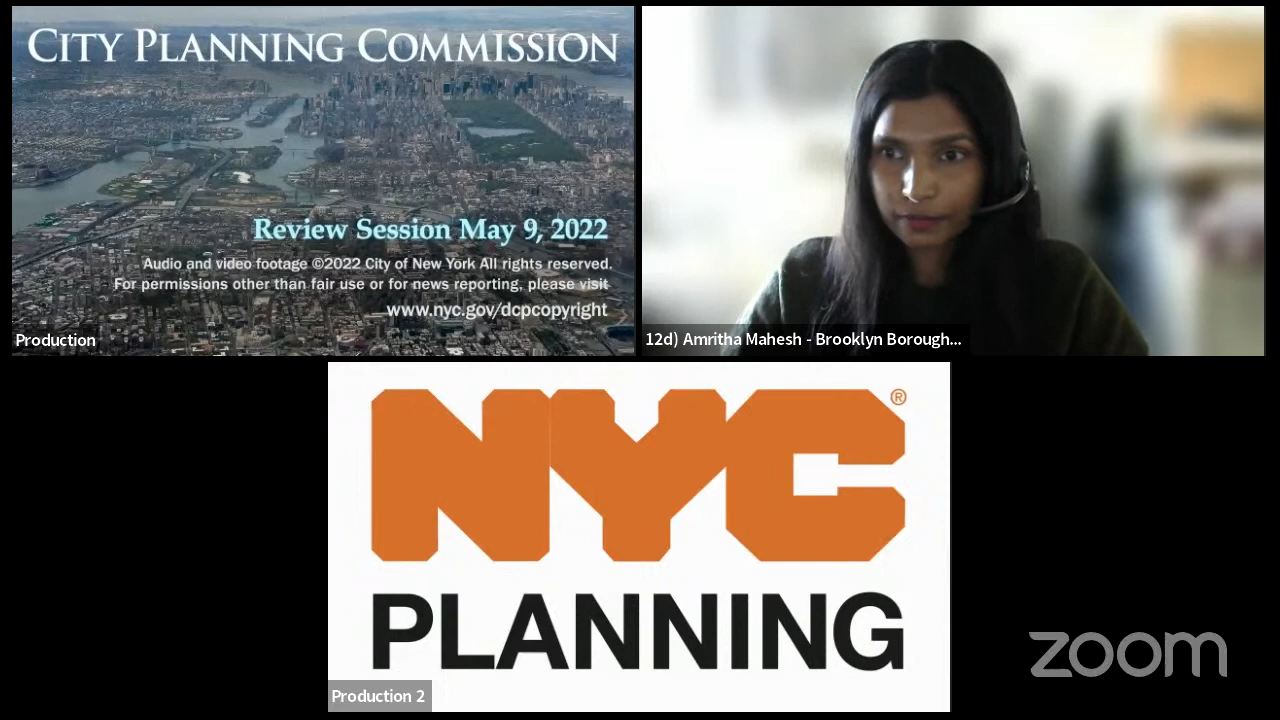 CITY PLANNING COMMISSION
Review Session May 9, 2022
Audio and video footage ©2022 City of New York All rights reserved.
For permissions other than fair use or for news reporting, please visit
www.nyc.gov/dcpcopyright
Production
12d) Amritha Mahesh - Brooklyn Borough...
NYC®
PLANNING
Production 2
zoom